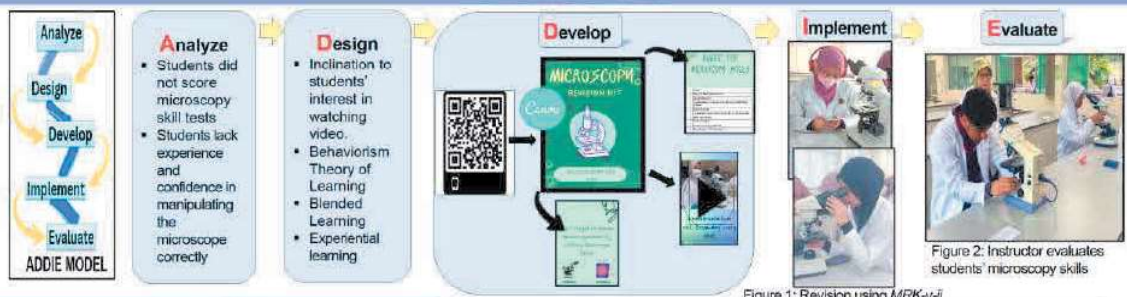 Analyze
Design
Develop
Implement
Evaluate
ADDIE MODEL
Analyze
• Students did
not score
microscopy
skill tests
• Students lack
experience
and
confidence in
manipulating
the
microscope
correctly
Design
• Inclination to
students'
interest in
watching
video.
• Behaviorism
Theory of
Learning
• Blended
Learning
• Experiential
learning
Develop
MICROSCOPY
REVISION KIT
Canva
Implement
Figure 1: Revision using MRK-v-ii
Evaluate
Figure 2: Instructor evaluates
students' microscopy skills